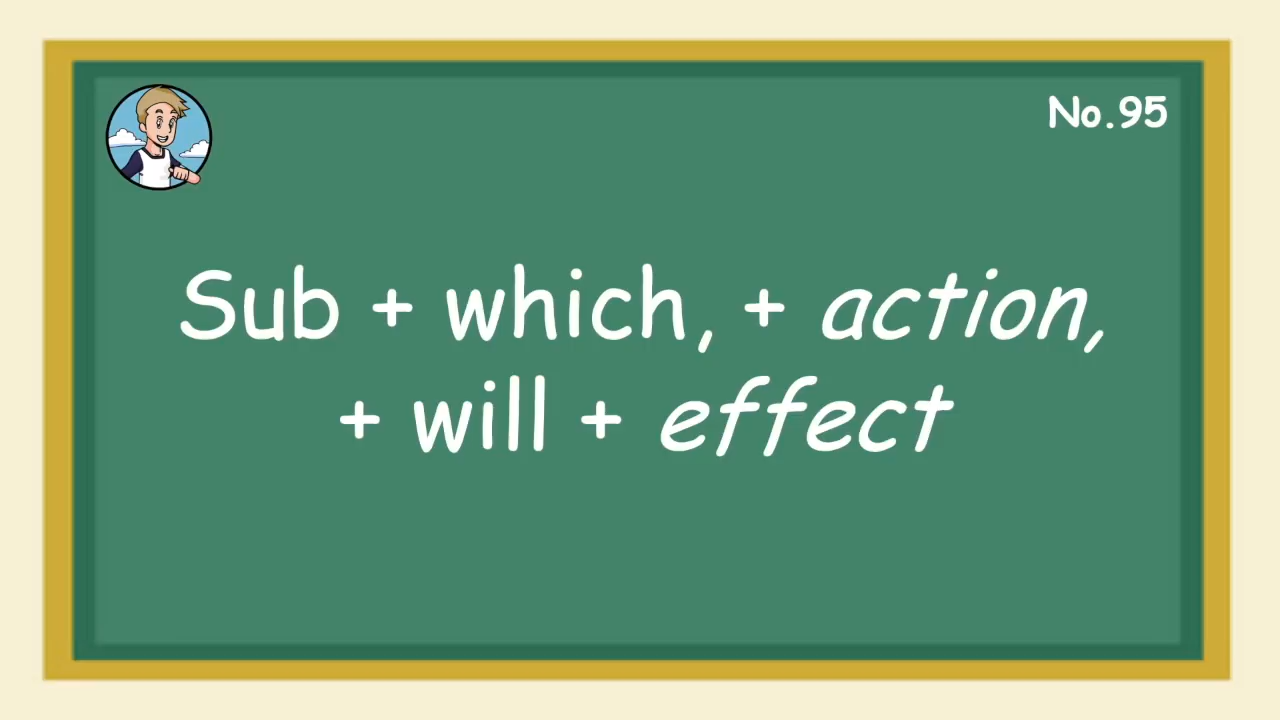 No.95
Sub + which, + action,
+ will + effect